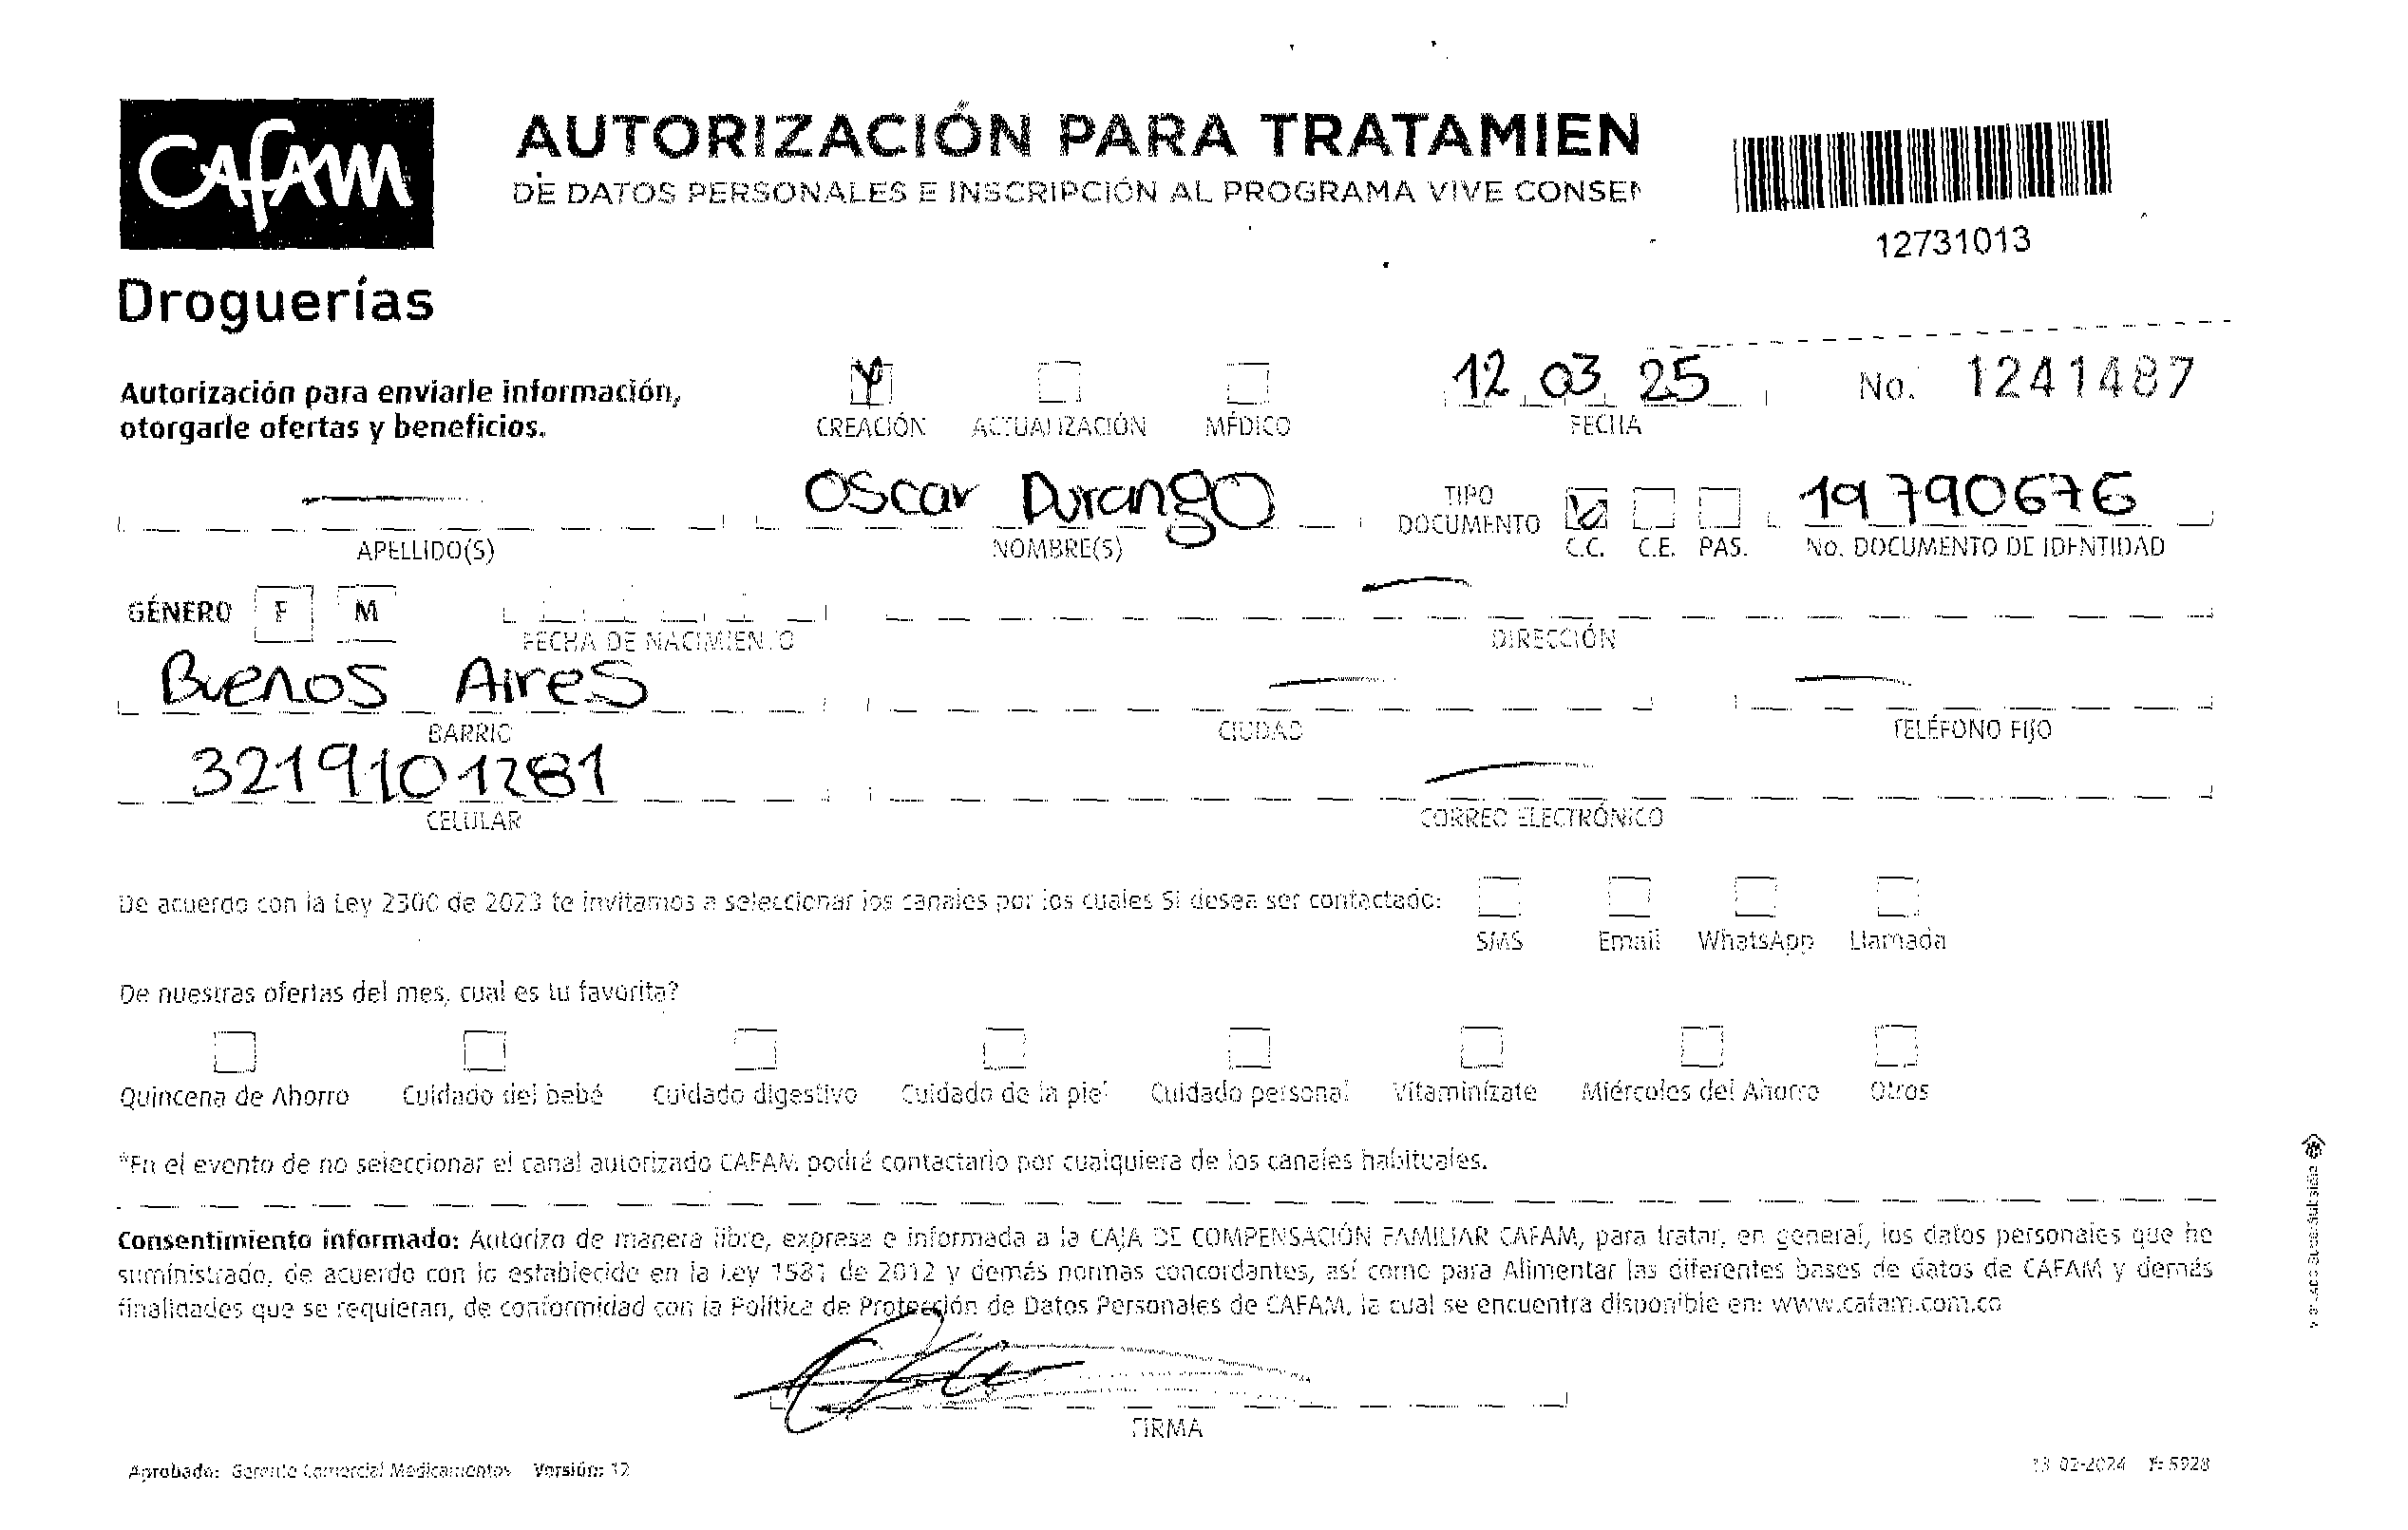 CAFAM
Droguerías
AUTORIZACIÓN PARA TRATAMIEN
DE DATOS PERSONALES E INSCRIPCIÓN AL PROGRAMA VIVE CONSEN
12731013
Autorización para enviarle información,
otorgarle ofertas y beneficios.
CREACIÓN ACTUALIZACIÓN MÉDICO
12 03 25
FECHA
No. 1241487
Oscar Durango
APELLIDO(S) NOMBRE(S)
TIPO
DOCUMENTO
C.C. C.E. PAS.
19790676
No. DOCUMENTO DE IDENTIDAD
GÉNERO F M
FECHA DE NACIMIENTO DIRECCIÓN
Buenos Aires
BARRIO CIUDAD TELÉFONO FIJO
3219101281
CELULAR CORREO ELECTRÓNICO
De acuerdo con la Ley 2300 de 2023 te invitamos a seleccionar los canales por los cuales Si desea ser contactado:
SMS Email WhatsApp Llamada
De nuestras ofertas del mes, cual es tu favorita?
Quincena de Ahorro Cuidado del bebé Cuidado digestivo Cuidado de la piel Cuidado personal Vitamínizate Miércoles del Ahorro Otros
*En el evento de no seleccionar el canal autorizado CAFAM podrá contactarlo por cualquiera de los canales habituales.
Consentimiento informado: Autorizo de manera libre, expresa e informada a la CAJA DE COMPENSACIÓN FAMILIAR CAFAM, para tratar, en general, los datos personales que he
suministrado, de acuerdo con lo establecido en la Ley 1581 de 2012 y demás normas concordantes, así como para Alimentar las diferentes bases de datos de CAFAM y demás
finalidades que se requieran, de conformidad con la Política de Protección de Datos Personales de CAFAM, la cual se encuentra disponible en: www.cafam.com.co
FIRMA
Aprobado: Gerente Comercial Medicamentos Versión: 12
13-02-2024 F-5928